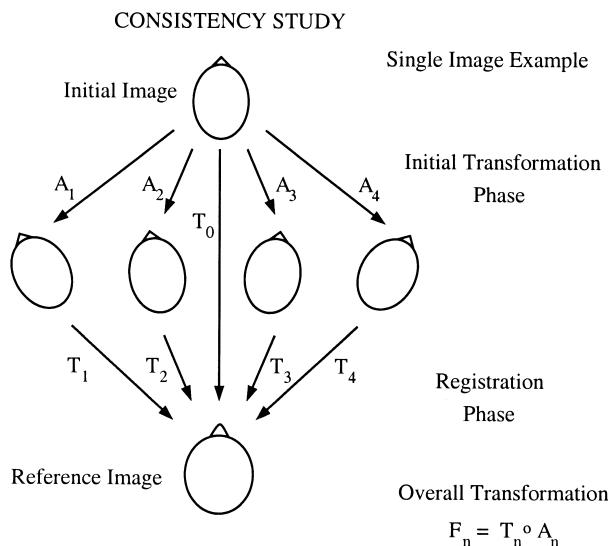 CONSISTENCY STUDY
Single Image Example
Initial Image
Initial Transformation
Phase
A1
A2
A3
A4
T0
T1
T2
T3
T4
Registration
Phase
Reference Image
Overall Transformation
Fn = Tn o An